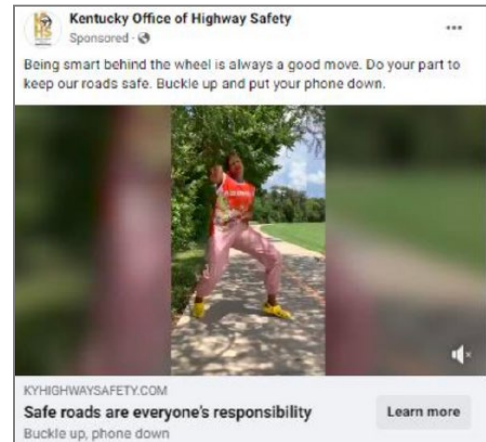 KO
HS
Kentucky Office of Highway Safety
Sponsored ·
Being smart behind the wheel is always a good move. Do your part to
keep our roads safe. Buckle up and put your phone down.
KYHIGHWAYSAFETY.COM
Safe roads are everyone's responsibility
Learn more
Buckle up, phone down